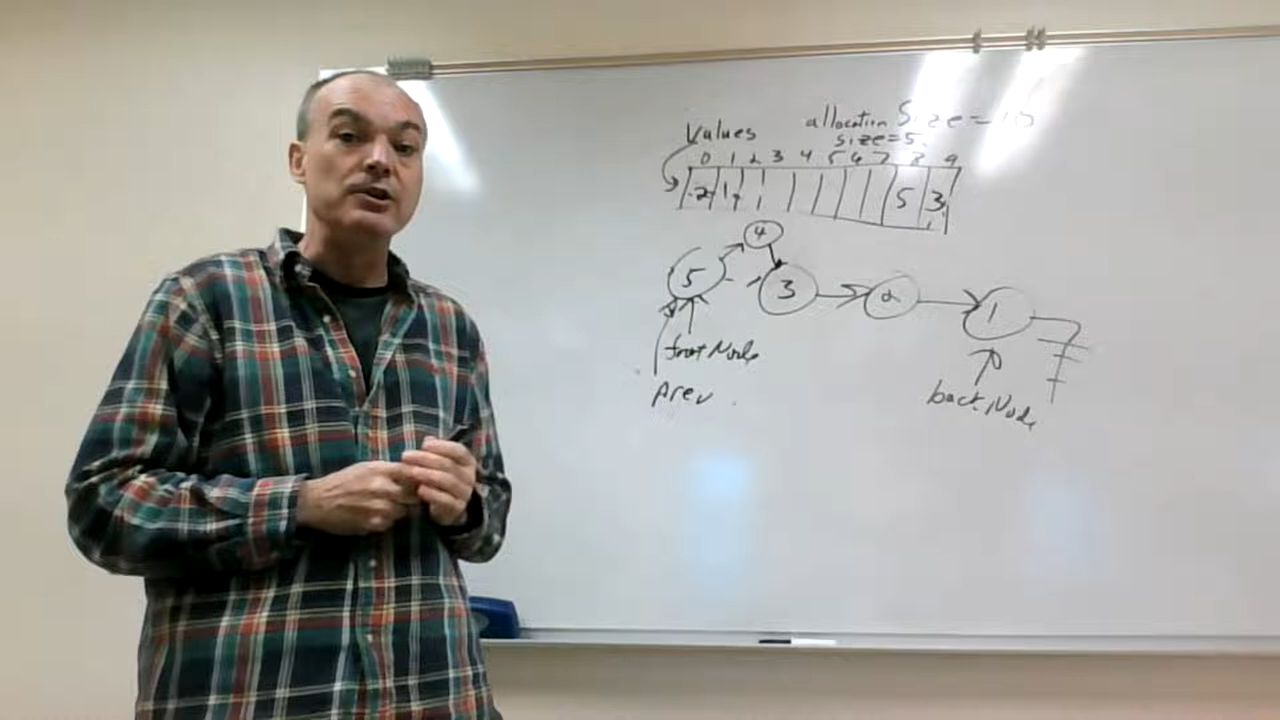 Values allocation Size = 10
size=5
0 1 2 3 4 5 6 7 8 9
2 1 5 3
4
5 3 2 1
frontNode
prev
backNode